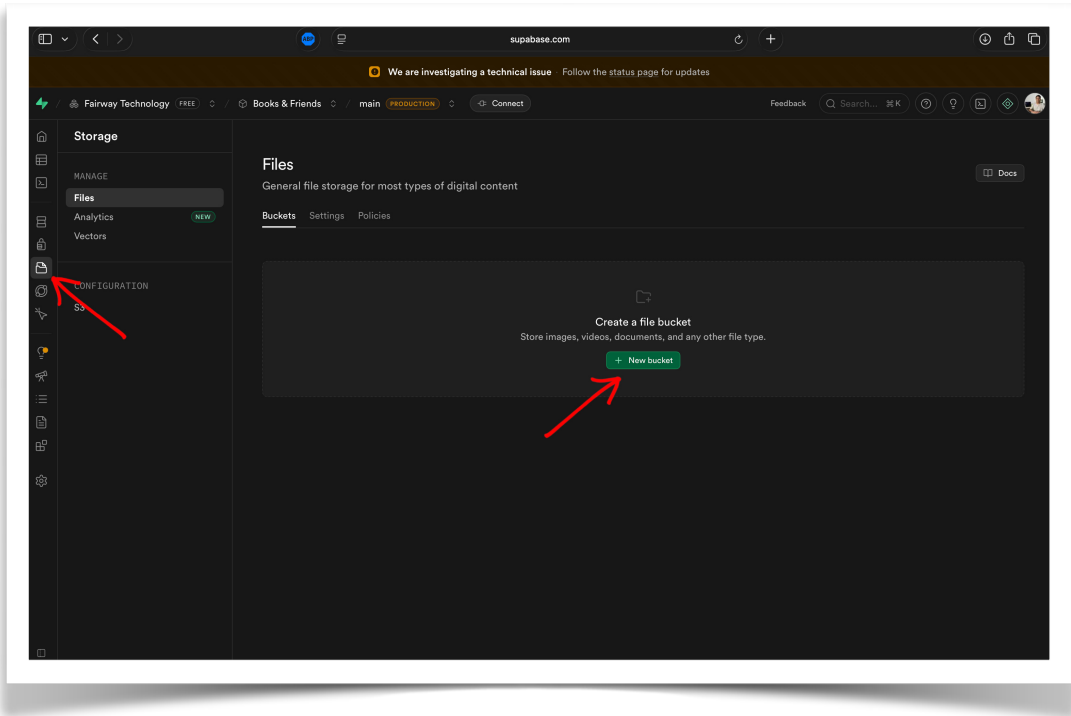 supabase.com
We are investigating a technical issue · Follow the status page for updates
Fairway Technology FREE / Books & Friends / main PRODUCTION Connect
Feedback Search... ⌘K
Storage
MANAGE
Files
Analytics NEW
Vectors
CONFIGURATION
S3
Files
General file storage for most types of digital content
Docs
Buckets Settings Policies
Create a file bucket
Store images, videos, documents, and any other file type.
+ New bucket